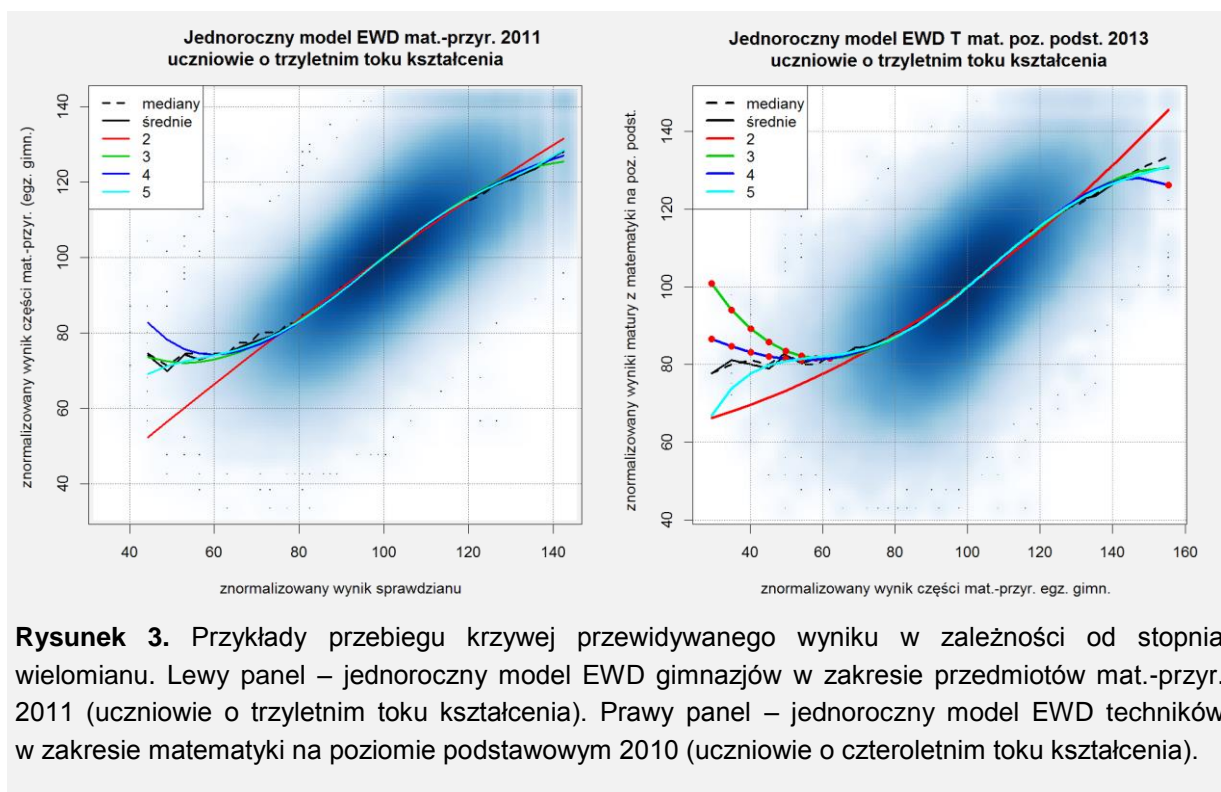 Jednoroczny model EWD mat.-przyr. 2011
uczniowie o trzyletnim toku kształcenia
znormalizowany wynik części mat.-przyr. (egz. gimn.)
140
120
100
80
60
40
mediany
średnie
2
3
4
5
40 60 80 100 120 140
znormalizowany wynik sprawdzianu
Jednoroczny model EWD T mat. poz. podst. 2013
uczniowie o trzyletnim toku kształcenia
znormalizowany wyniki matury z matematyki na poz. podst.
140
120
100
80
60
40
mediany
średnie
2
3
4
5
40 60 80 100 120 140 160
znormalizowany wynik części mat.-przyr. egz. gimn.
Rysunek 3. Przykłady przebiegu krzywej przewidywanego wyniku w zależności od stopnia
wielomianu. Lewy panel – jednoroczny model EWD gimnazjów w zakresie przedmiotów mat.-przyr.
2011 (uczniowie o trzyletnim toku kształcenia). Prawy panel – jednoroczny model EWD techników
w zakresie matematyki na poziomie podstawowym 2010 (uczniowie o czteroletnim toku kształcenia).